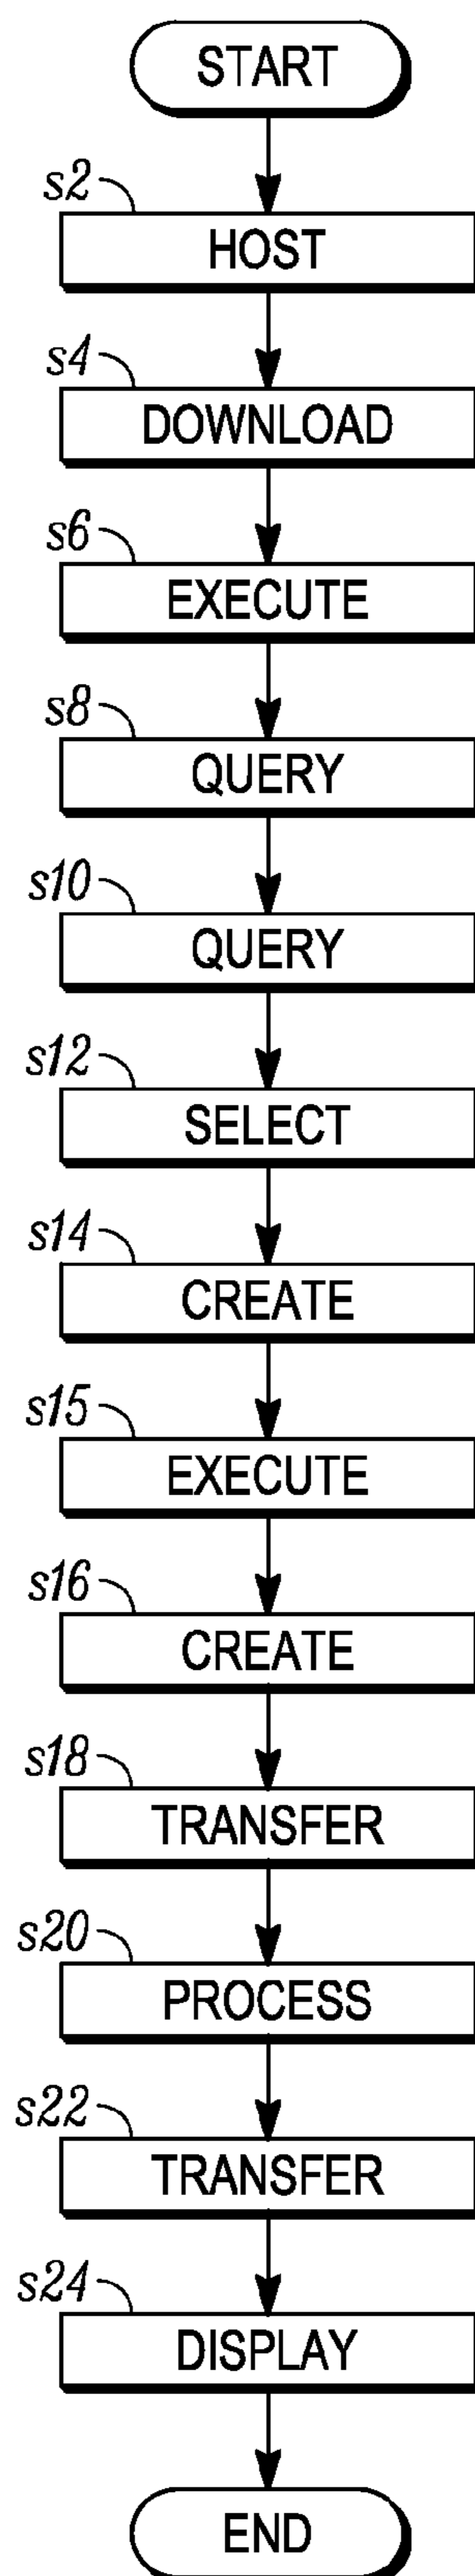 START
s2
HOST
s4
DOWNLOAD
s6
EXECUTE
s8
QUERY
s10
QUERY
s12
SELECT
s14
CREATE
s15
EXECUTE
s16
CREATE
s18
TRANSFER
s20
PROCESS
s22
TRANSFER
s24
DISPLAY
END